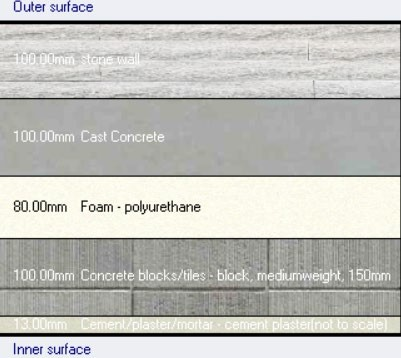 Outer surface
100.00mm stone wall
100.00mm Cast Concrete
80.00mm Foam - polyurethane
100.00mm Concrete blocks/tiles - block, mediumweight, 150mm
13.00mm Cement/plaster/mortar - cement plaster(not to scale)
Inner surface